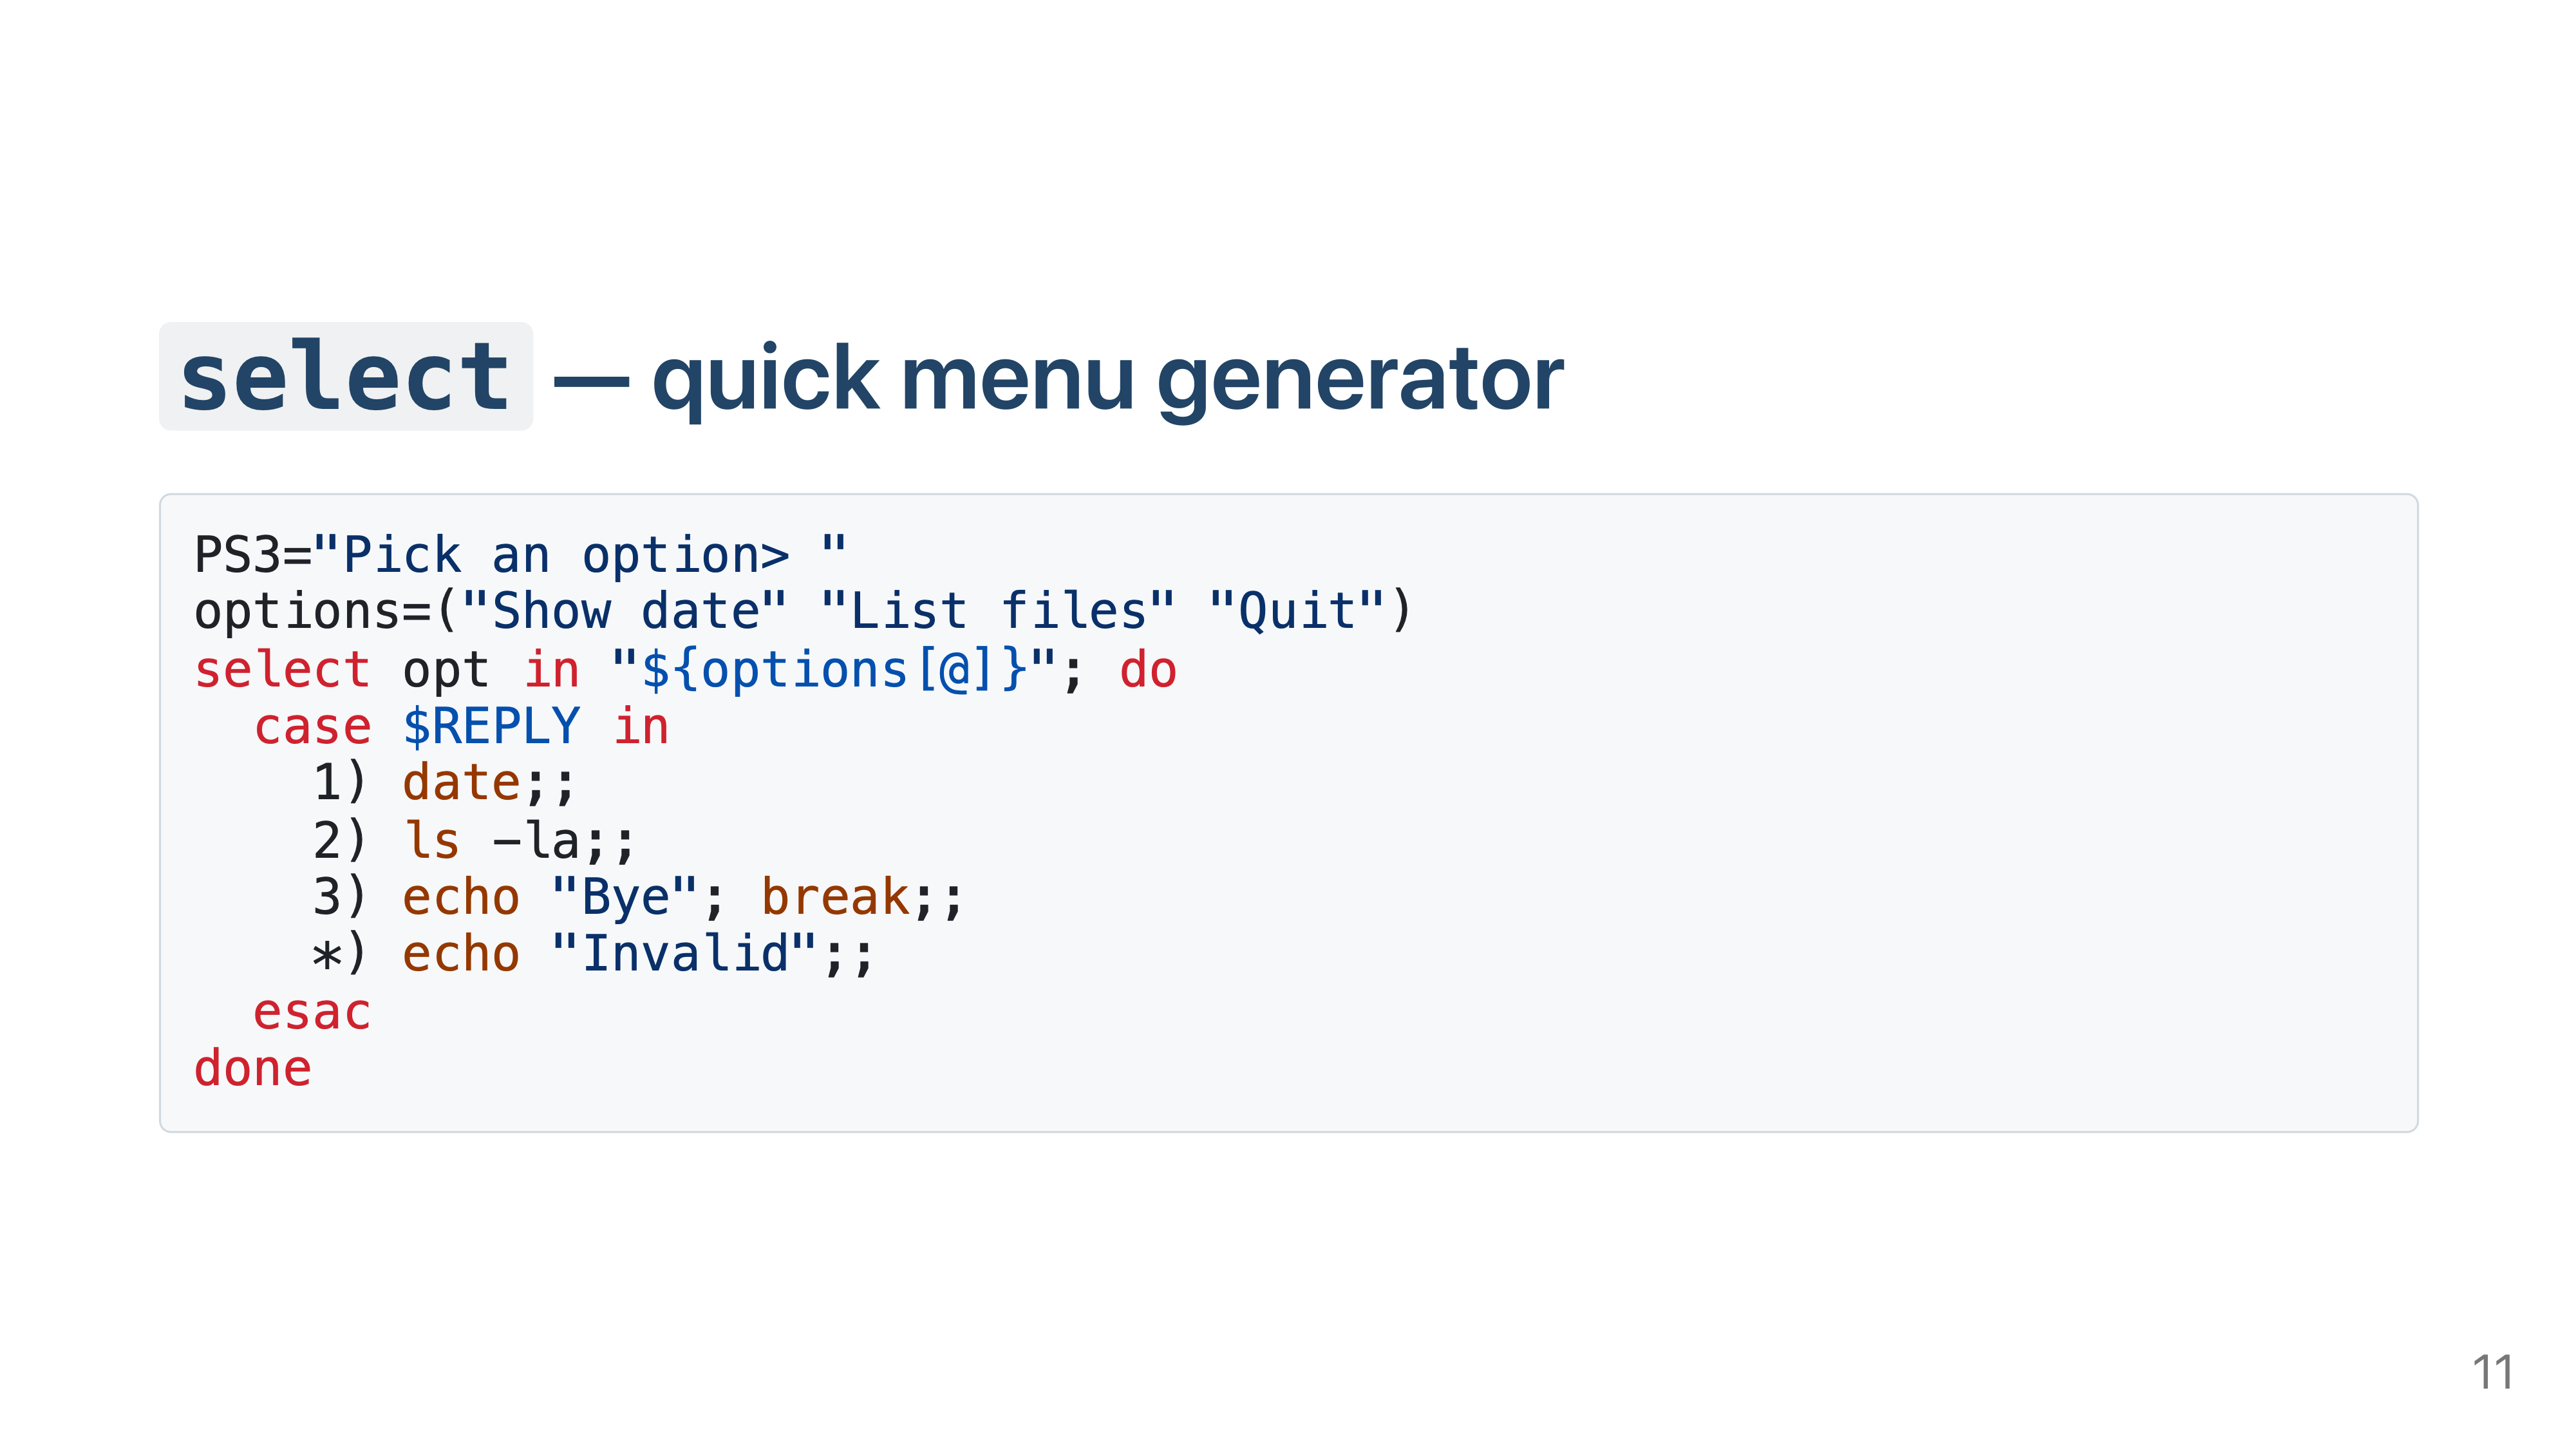 select — quick menu generator
PS3="Pick an option> "
options=("Show date" "List files" "Quit")
select opt in "${options[@]}"; do
  case $REPLY in
    1) date;;
    2) ls -la;;
    3) echo "Bye"; break;;
    *) echo "Invalid";;
  esac
done
11